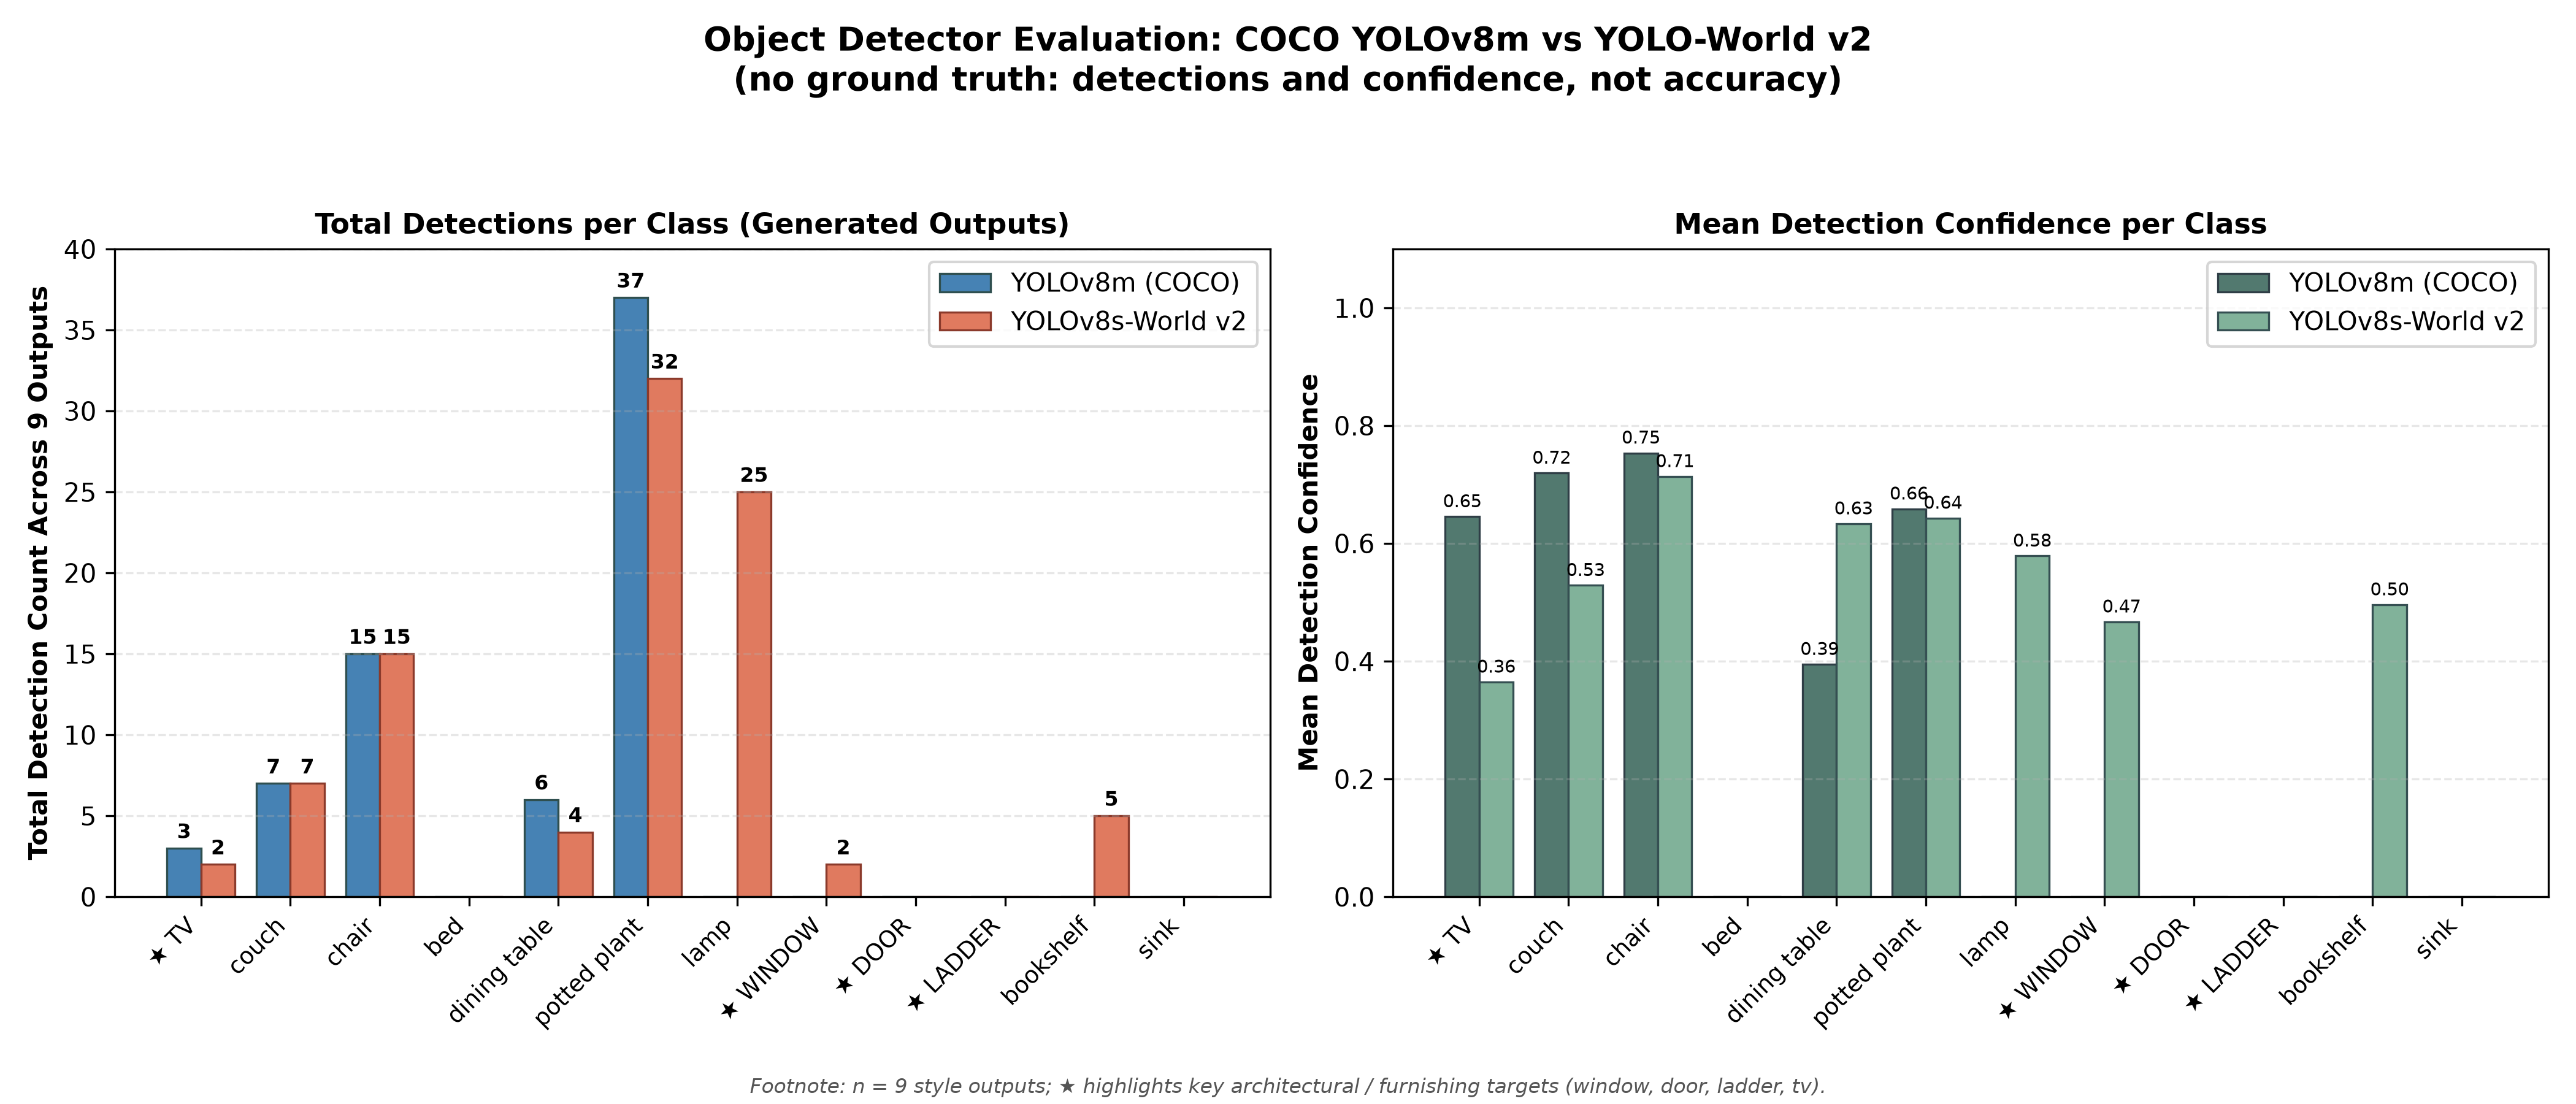 Object Detector Evaluation: COCO YOLOv8m vs YOLO-World v2
(no ground truth: detections and confidence, not accuracy)
Total Detections per Class (Generated Outputs)
Total Detection Count Across 9 Outputs
40
35
30
25
20
15
10
5
0
YOLOv8m (COCO)
YOLOv8s-World v2
3
2
7
7
15
15
6
4
37
32
25
2
5
★ TV
couch
chair
bed
dining table
potted plant
lamp
★ WINDOW
★ DOOR
★ LADDER
bookshelf
sink
Mean Detection Confidence per Class
Mean Detection Confidence
1.0
0.8
0.6
0.4
0.2
0.0
YOLOv8m (COCO)
YOLOv8s-World v2
0.65
0.36
0.72
0.53
0.75
0.71
0.39
0.63
0.66
0.64
0.58
0.47
0.50
★ TV
couch
chair
bed
dining table
potted plant
lamp
★ WINDOW
★ DOOR
★ LADDER
bookshelf
sink
Footnote: n = 9 style outputs; ★ highlights key architectural / furnishing targets (window, door, ladder, tv).